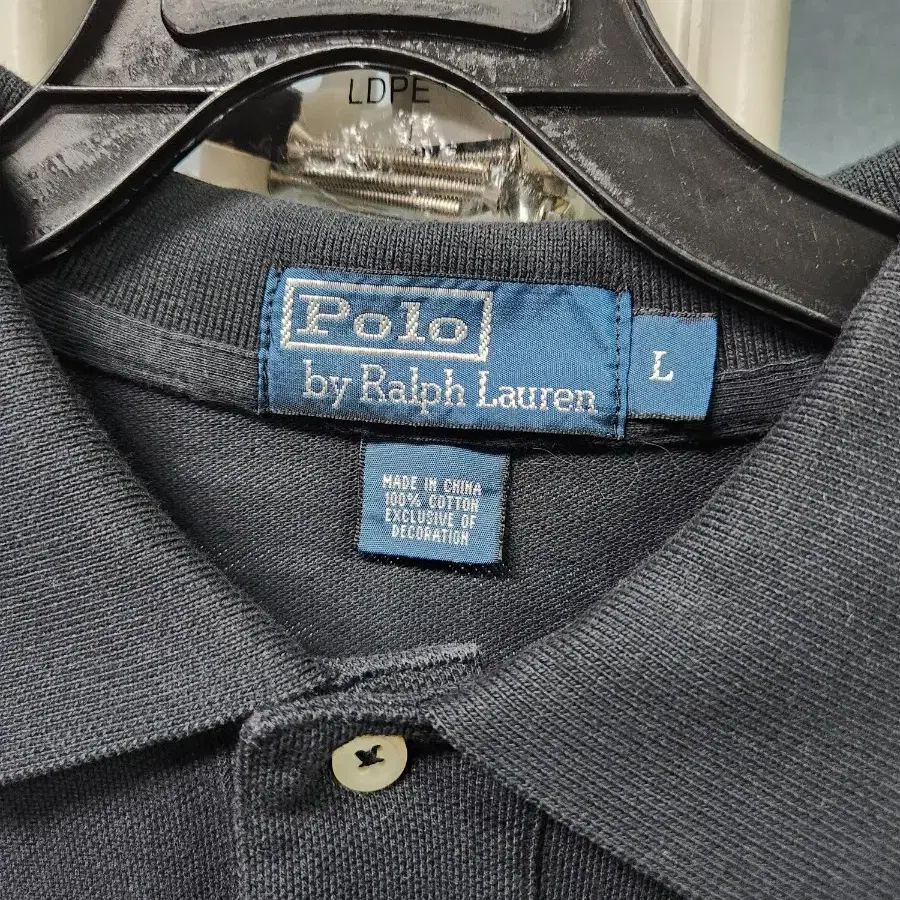 LDPE
Polo
by Ralph Lauren
L
MADE IN CHINA
100% COTTON
EXCLUSIVE OF
DECORATION